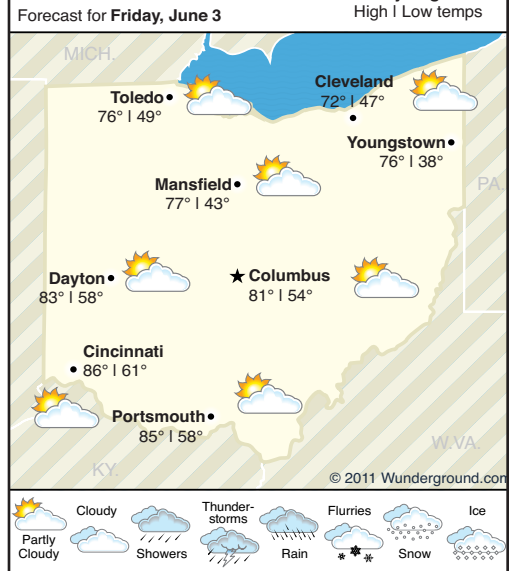 Forecast for Friday, June 3
High | Low temps
MICH.
Cleveland
72° | 47°
Toledo
76° | 49°
Youngstown
76° | 38°
PA.
Mansfield
77° | 43°
Dayton
83° | 58°
Columbus
81° | 54°
Cincinnati
86° | 61°
Portsmouth
85° | 58°
W.VA.
KY.
© 2011 Wunderground.com
Partly
Cloudy
Cloudy
Showers
Thunder-
storms
Rain
Flurries
Snow
Ice